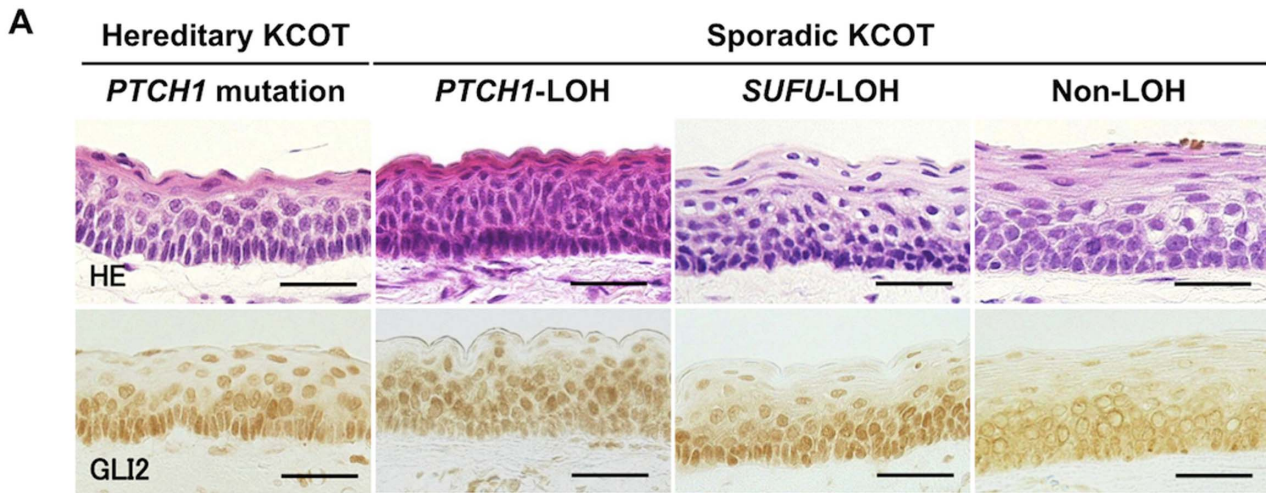 A
Hereditary KCOT Sporadic KCOT
PTCH1 mutation PTCH1-LOH SUFU-LOH Non-LOH
HE
GLI2